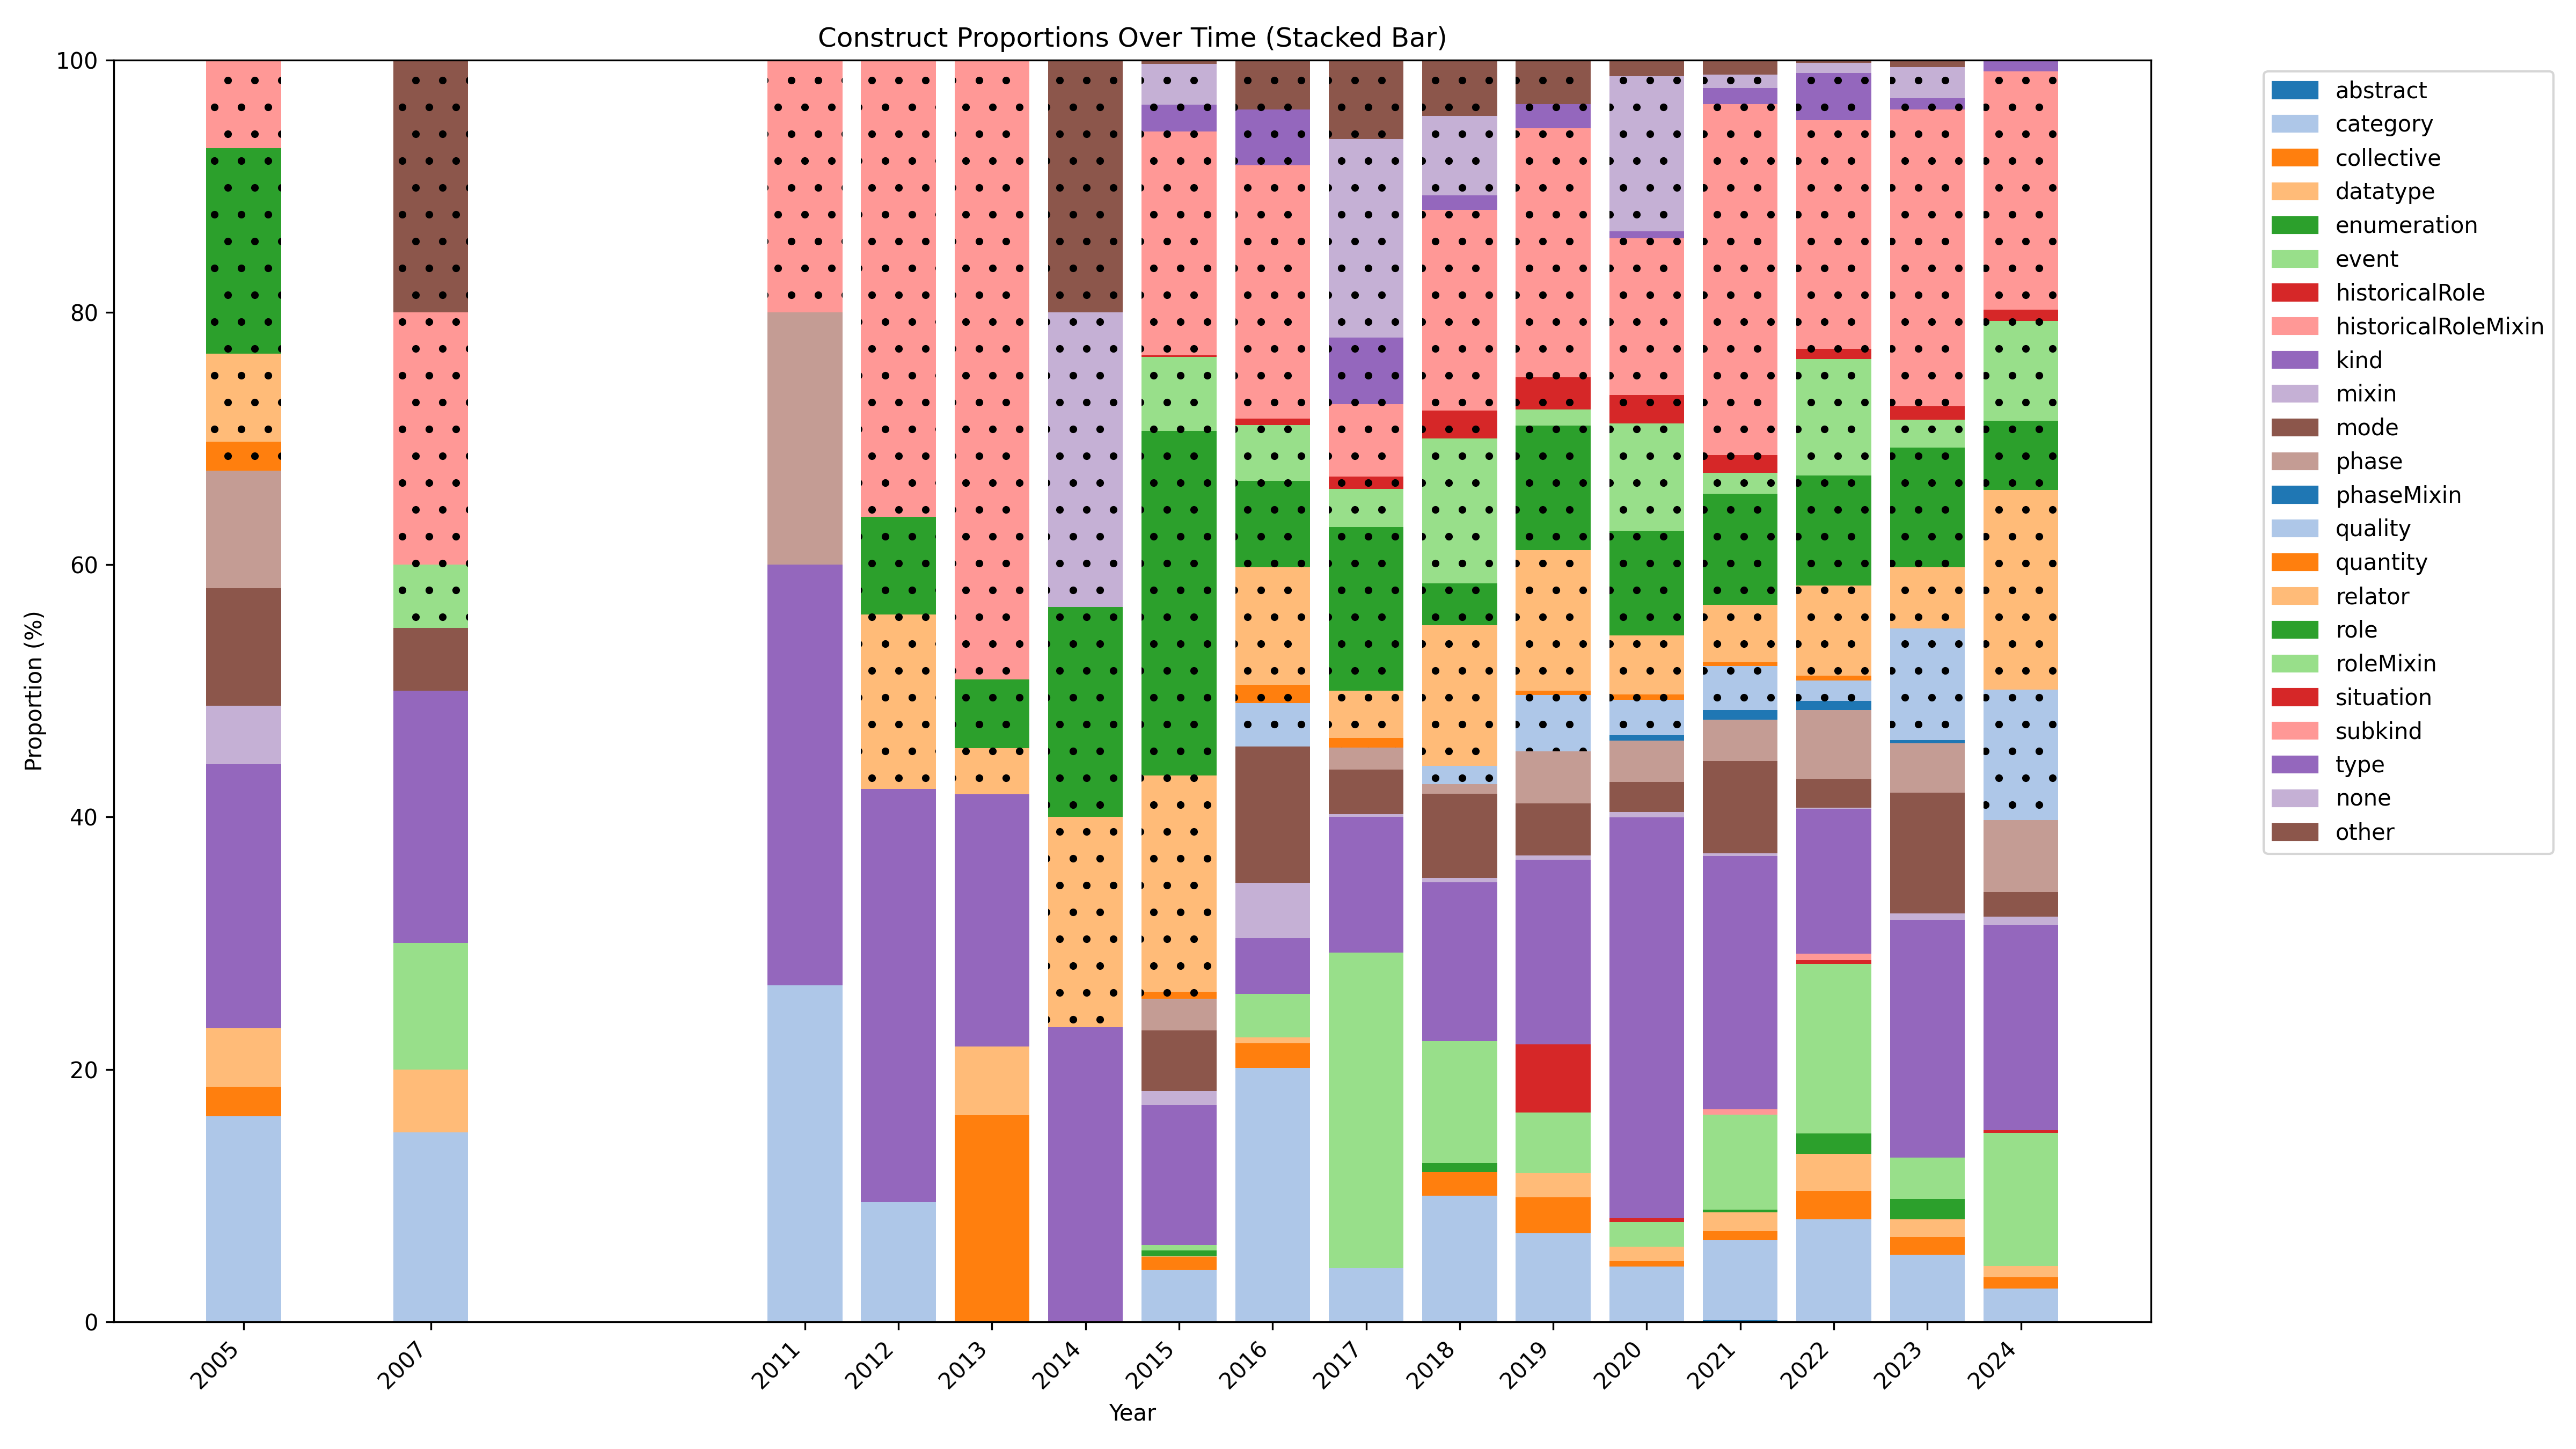 Construct Proportions Over Time (Stacked Bar)
Proportion (%)
100
80
60
40
20
0
2005
2007
2011
2012
2013
2014
2015
2016
2017
2018
2019
2020
2021
2022
2023
2024
Year
abstract
category
collective
datatype
enumeration
event
historicalRole
historicalRoleMixin
kind
mixin
mode
phase
phaseMixin
quality
quantity
relator
role
roleMixin
situation
subkind
type
none
other